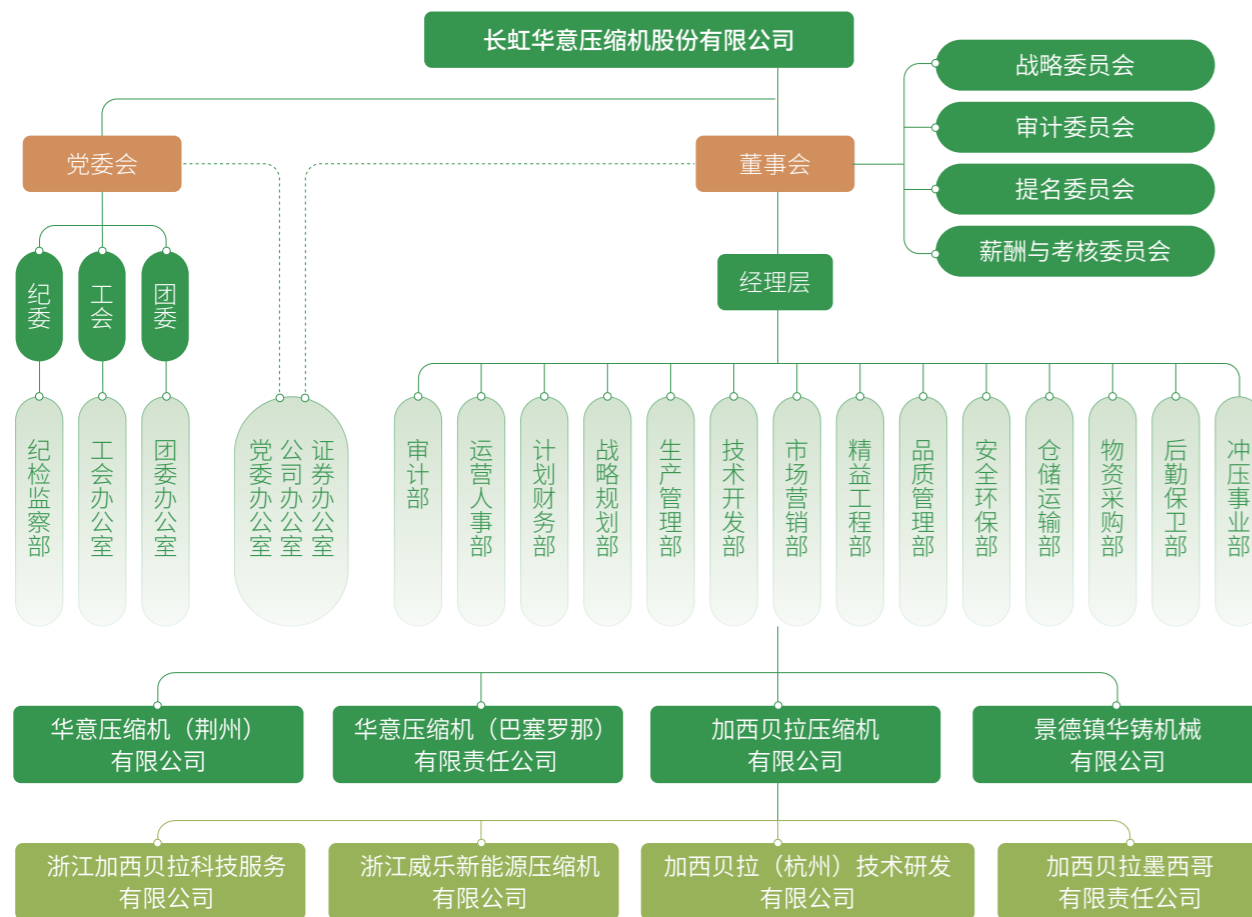 长虹华意压缩机股份有限公司
战略委员会
审计委员会
党委会
董事会
提名委员会
薪酬与考核委员会
经理层
纪委
工会
团委
纪检监察部
工会办公室
团委办公室
党委办公室
公司办公室
证券办公室
审计部
运营人事部
计划财务部
战略规划部
生产管理部
技术开发部
市场营销部
精益工程部
品质管理部
安全环保部
仓储运输部
物资采购部
后勤保卫部
冲压事业部
华意压缩机（荆州）
有限公司
华意压缩机（巴塞罗那）
有限责任公司
加西贝拉压缩机
有限公司
景德镇华铸机械
有限公司
浙江加西贝拉科技服务
有限公司
浙江威乐新能源压缩机
有限公司
加西贝拉（杭州）技术研发
有限公司
加西贝拉墨西哥
有限责任公司